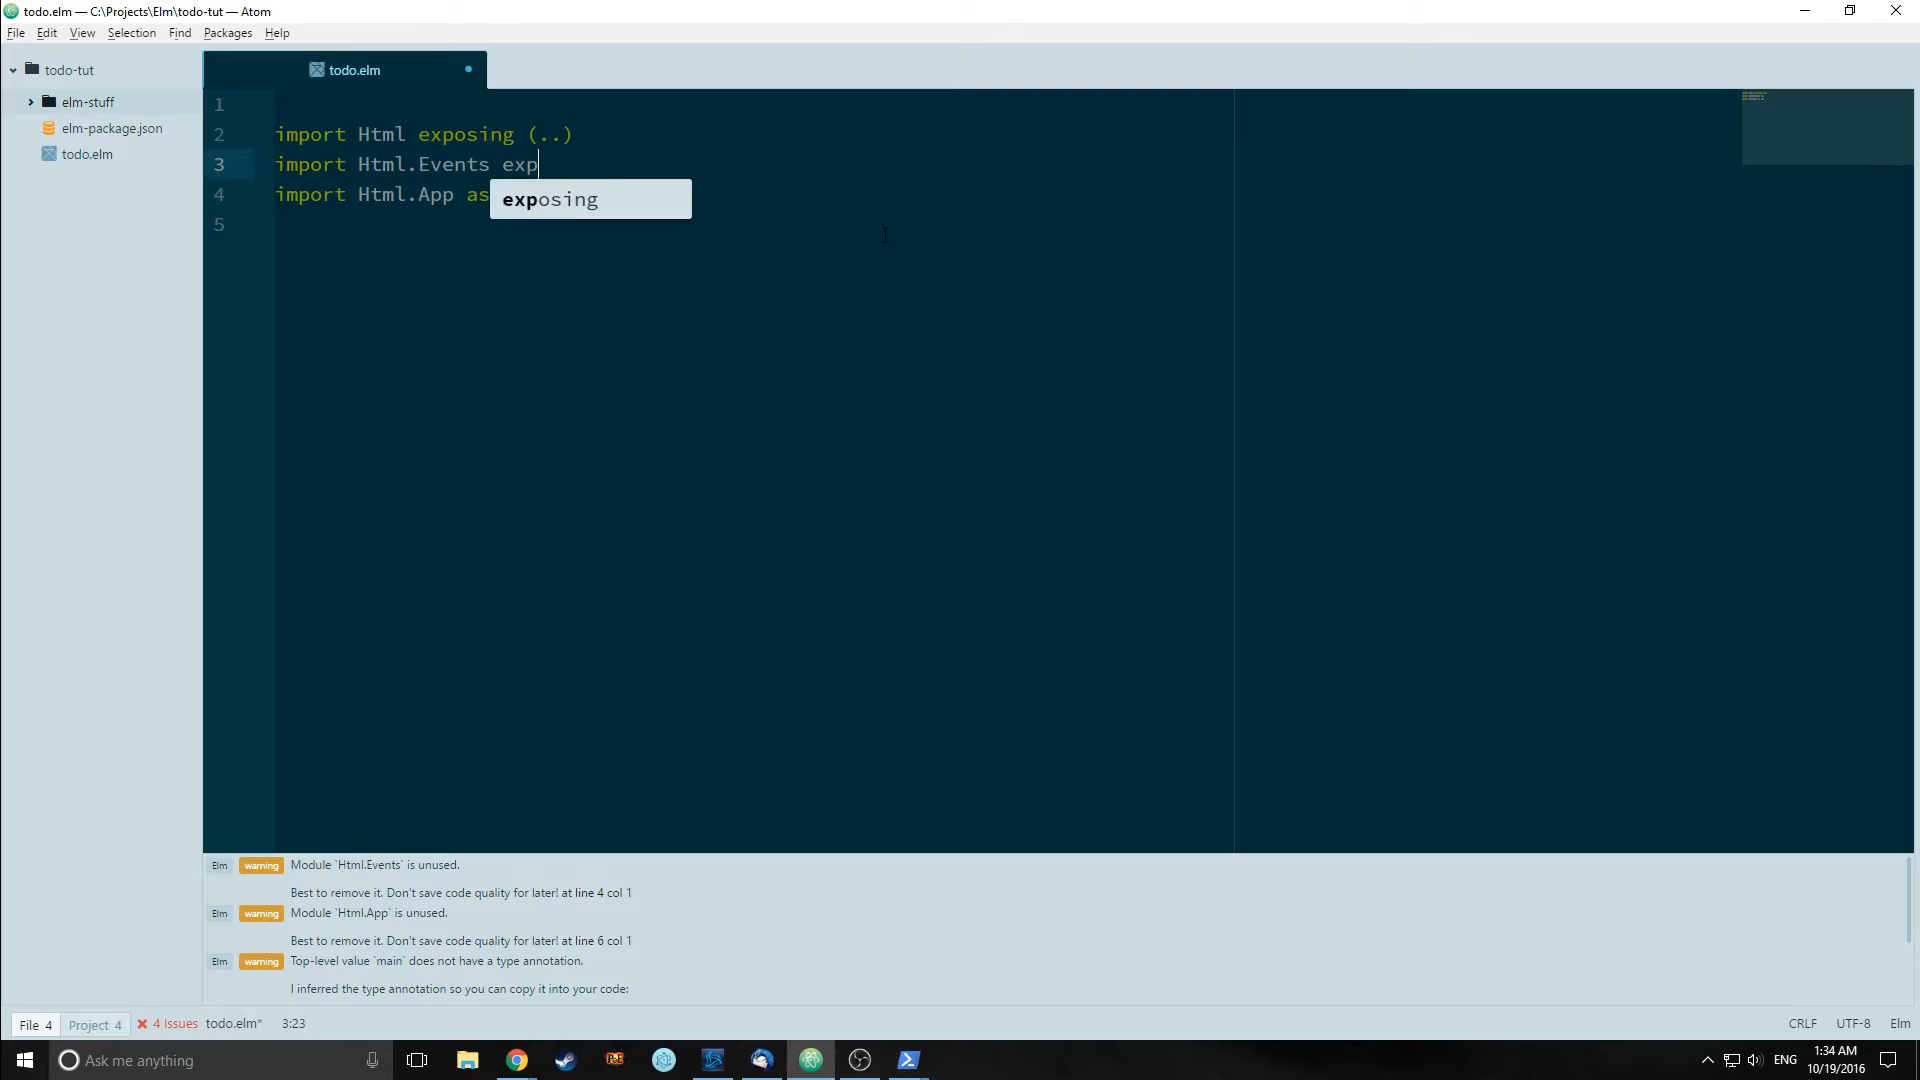 todo.elm — C:\Projects\Elm\todo-tut — Atom
File Edit View Selection Find Packages Help
todo-tut
elm-stuff
elm-package.json
todo.elm
todo.elm
1
2 import Html exposing (..)
3 import Html.Events exp
4 import Html.App as
exposing
5
Elm warning Module `Html.Events` is unused.
Best to remove it. Don't save code quality for later! at line 4 col 1
Elm warning Module `Html.App` is unused.
Best to remove it. Don't save code quality for later! at line 6 col 1
Elm warning Top-level value `main` does not have a type annotation.
I inferred the type annotation so you can copy it into your code:
File 4 Project 4 4 Issues todo.elm* 3:23 CRLF UTF-8 Elm
Ask me anything
PoE
ENG
1:34 AM
10/19/2016